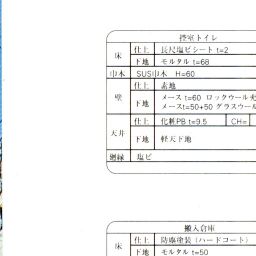 控室トイレ
床 仕上 長尺塩ビシート t=2
下地 モルタル t=68
巾木 SUS巾木 H=60
壁 仕上 素地
下地 メース t=60 ロックウール充
メースt=50+50 グラスウール
天井 仕上 化粧PB t=9.5 CH=
下地 軽天下地
廻縁 塩ビ
搬入倉庫
床 仕上 防塵塗装 (ハードコート)
下地 モルタル t=50